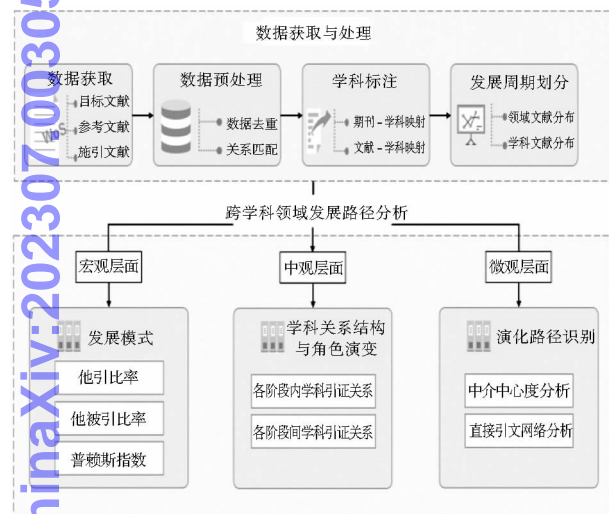 数据获取与处理
数据获取
目标文献
参考文献
施引文献
WoS
数据预处理
数据去重
关系匹配
学科标注
期刊-学科映射
文献-学科映射
发展周期划分
领域文献分布
学科文献分布
跨学科领域发展路径分析
宏观层面
发展模式
他引比率
他被引比率
普赖斯指数
中观层面
学科关系结构
与角色演变
各阶段内学科引证关系
各阶段间学科引证关系
微观层面
演化路径识别
中介中心度分析
直接引文网络分析
inaXiv:202307.00305